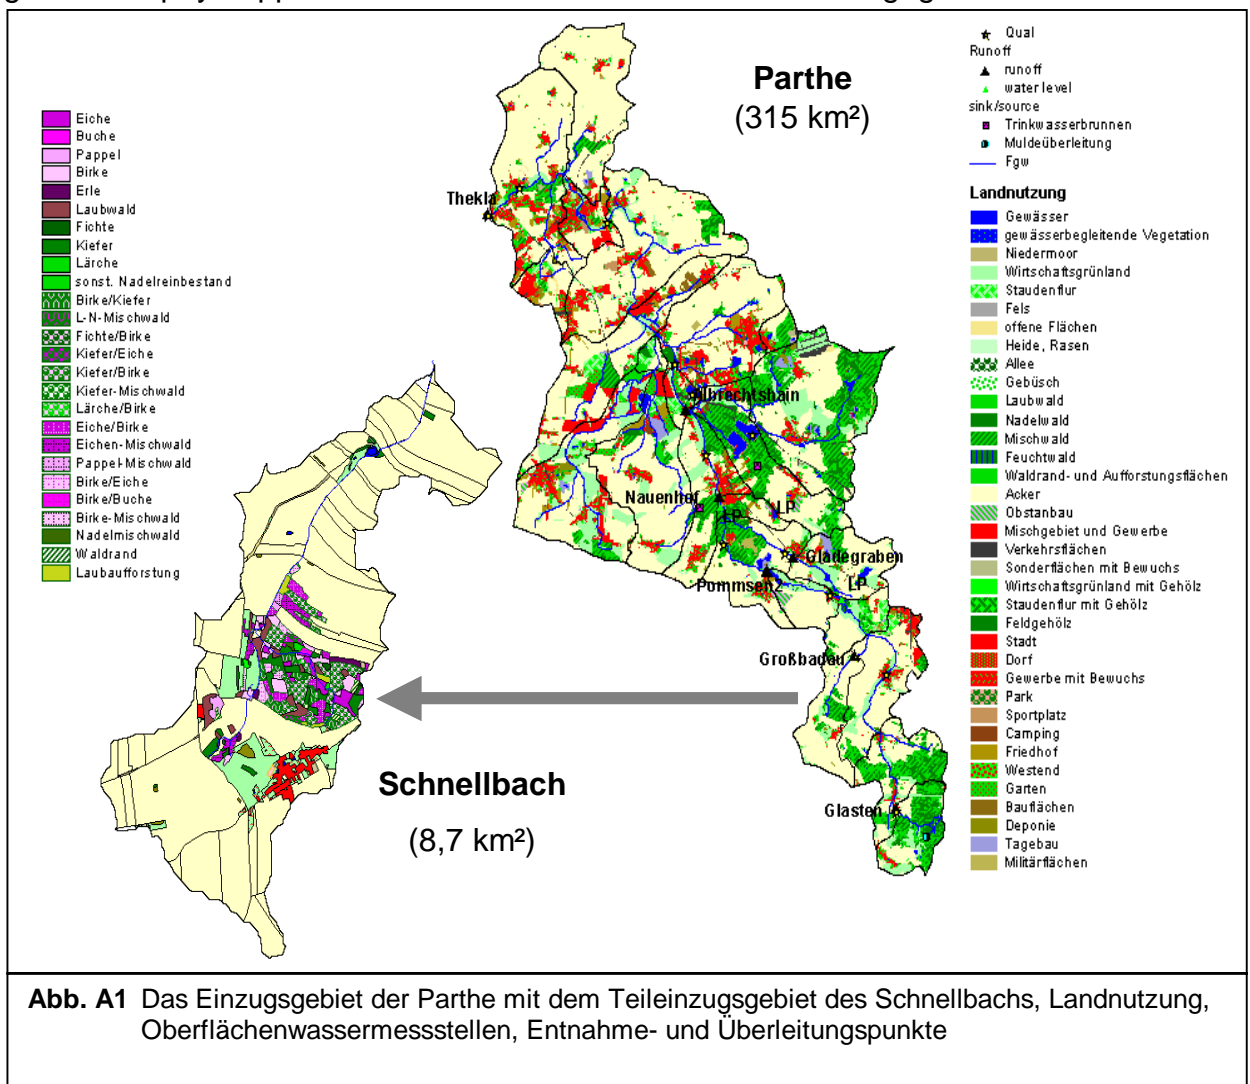 Parthe
(315 km²)
Qual
Runoff
runoff
water level
sink/source
Trinkwasserbrunnen
Muldeüberleitung
Fgw
Eiche
Buche
Pappel
Birke
Erle
Laubwald
Fichte
Kiefer
Lärche
sonst. Nadelreinbestand
Birke/Kiefer
L-N-Mischwald
Fichte/Birke
Kiefer/Eiche
Kiefer/Birke
Kiefer-Mischwald
Lärche/Birke
Eiche/Birke
Eichen-Mischwald
Pappel-Mischwald
Birke/Eiche
Birke/Buche
Birke-Mischwald
Nadelmischwald
Waldrand
Laubaufforstung
Landnutzung
Gewässer
gewässerbegleitende Vegetation
Niedermoor
Wirtschaftsgrünland
Staudenflur
Fels
offene Flächen
Heide, Rasen
Allee
Gebüsch
Laubwald
Nadelwald
Mischwald
Feuchtwald
Waldrand- und Aufforstungsflächen
Acker
Obstanbau
Mischgebiet und Gewerbe
Verkehrsflächen
Sonderflächen mit Bewuchs
Wirtschaftsgrünland mit Gehölz
Staudenflur mit Gehölz
Feldgehölz
Stadt
Dorf
Gewerbe mit Bewuchs
Park
Sportplatz
Camping
Friedhof
Westend
Garten
Bauflächen
Deponie
Tagebau
Militärflächen
Thekla
Albrechtshain
Nauenhof
LP
LP
Gladegraben
Pommsen
LP
Großbadau
Glasten
Schnellbach
(8,7 km²)
Abb. A1 Das Einzugsgebiet der Parthe mit dem Teileinzugsgebiet des Schnellbachs, Landnutzung,
Oberflächenwassermessstellen, Entnahme- und Überleitungspunkte